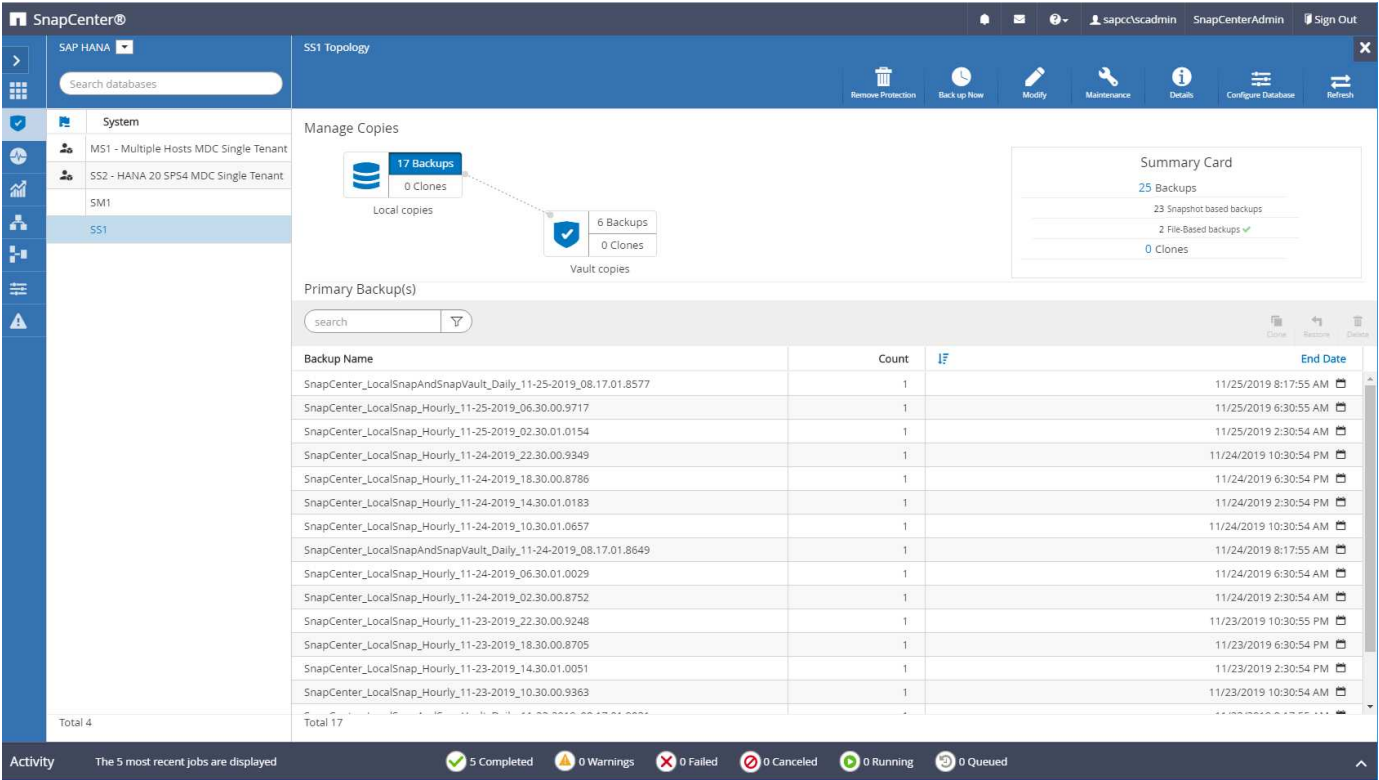 SnapCenter®
sapcc\scadmin SnapCenterAdmin Sign Out
SAP HANA
SS1 Topology
Search databases
Remove Protection Back up Now Modify Maintenance Details Configure Database Refresh
System
MS1 - Multiple Hosts MDC Single Tenant
SS2 - HANA 20 SPS4 MDC Single Tenant
SM1
SS1
Total 4
Manage Copies
17 Backups
0 Clones
Local copies
6 Backups
0 Clones
Vault copies
Summary Card
25 Backups
23 Snapshot based backups
2 File-Based backups
0 Clones
Primary Backup(s)
search
Clone Restore Delete
Backup Name Count End Date
SnapCenter_LocalSnapAndSnapVault_Daily_11-25-2019_08.17.01.8577 1 11/25/2019 8:17:55 AM
SnapCenter_LocalSnap_Hourly_11-25-2019_06.30.00.9717 1 11/25/2019 6:30:55 AM
SnapCenter_LocalSnap_Hourly_11-25-2019_02.30.01.0154 1 11/25/2019 2:30:54 AM
SnapCenter_LocalSnap_Hourly_11-24-2019_22.30.00.9349 1 11/24/2019 10:30:54 PM
SnapCenter_LocalSnap_Hourly_11-24-2019_18.30.00.8786 1 11/24/2019 6:30:54 PM
SnapCenter_LocalSnap_Hourly_11-24-2019_14.30.01.0183 1 11/24/2019 2:30:54 PM
SnapCenter_LocalSnap_Hourly_11-24-2019_10.30.01.0657 1 11/24/2019 10:30:54 AM
SnapCenter_LocalSnapAndSnapVault_Daily_11-24-2019_08.17.01.8649 1 11/24/2019 8:17:55 AM
SnapCenter_LocalSnap_Hourly_11-24-2019_06.30.01.0029 1 11/24/2019 6:30:54 AM
SnapCenter_LocalSnap_Hourly_11-24-2019_02.30.00.8752 1 11/24/2019 2:30:54 AM
SnapCenter_LocalSnap_Hourly_11-23-2019_22.30.00.9248 1 11/23/2019 10:30:55 PM
SnapCenter_LocalSnap_Hourly_11-23-2019_18.30.00.8705 1 11/23/2019 6:30:54 PM
SnapCenter_LocalSnap_Hourly_11-23-2019_14.30.01.0051 1 11/23/2019 2:30:54 PM
SnapCenter_LocalSnap_Hourly_11-23-2019_10.30.00.9363 1 11/23/2019 10:30:54 AM
Total 17
Activity The 5 most recent jobs are displayed 5 Completed 0 Warnings 0 Failed 0 Canceled 0 Running 0 Queued